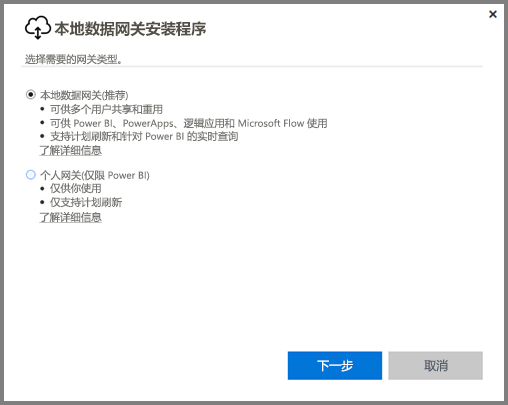 本地数据网关安装程序
选择需要的网关类型。
本地数据网关(推荐)
• 可供多个用户共享和重用
• 可供 Power BI、PowerApps、逻辑应用和 Microsoft Flow 使用
• 支持计划刷新和针对 Power BI 的实时查询
了解详细信息
个人网关(仅限 Power BI)
• 仅供你使用
• 仅支持计划刷新
了解详细信息
下一步
取消